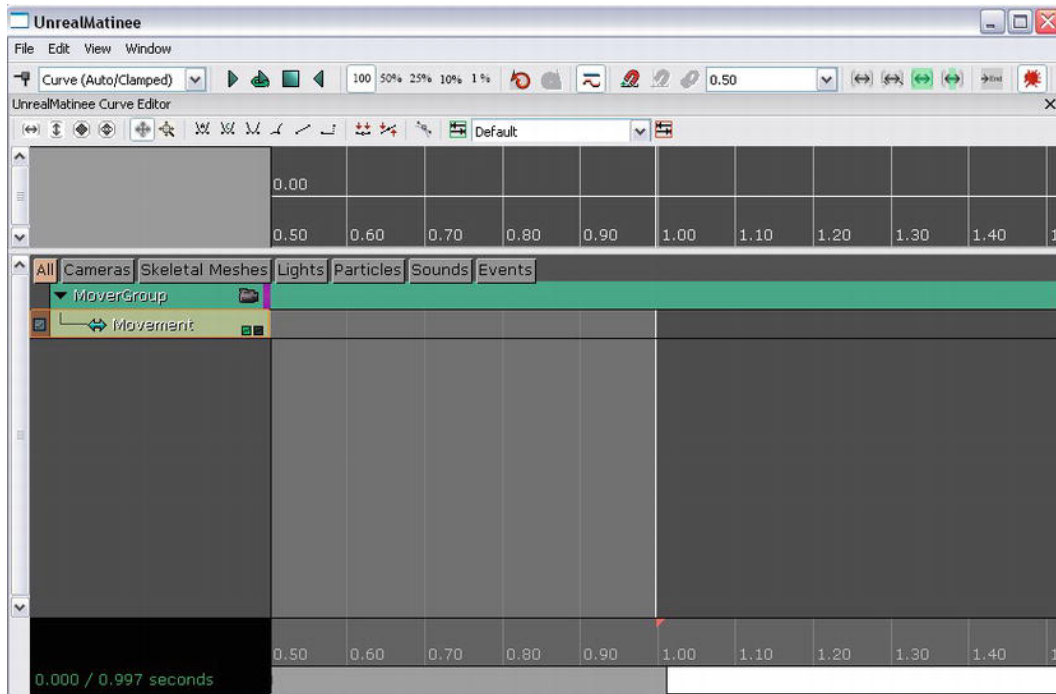 UnrealMatinee
File Edit View Window
Curve (Auto/Clamped) 100 50% 25% 10% 1% 0.50 End
UnrealMatinee Curve Editor
Default
0.00
0.50 0.60 0.70 0.80 0.90 1.00 1.10 1.20 1.30 1.40
All Cameras Skeletal Meshes Lights Particles Sounds Events
MoverGroup
Movement
0.50 0.60 0.70 0.80 0.90 1.00 1.10 1.20 1.30 1.40
0.000 / 0.997 seconds